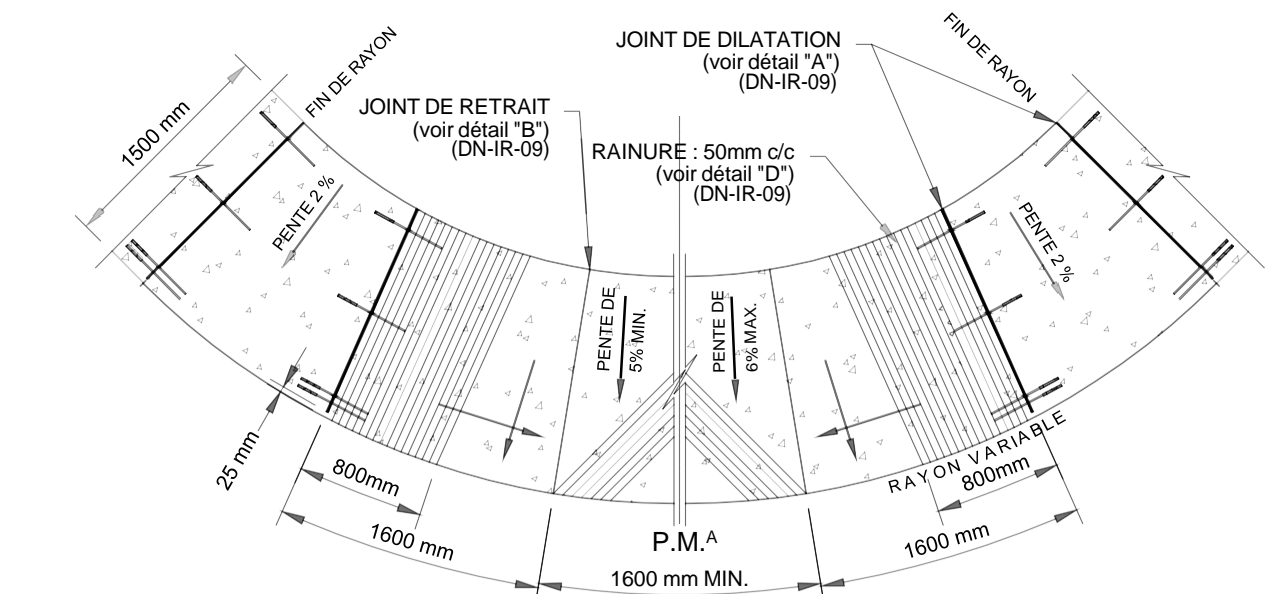 FIN DE RAYON
JOINT DE DILATATION
(voir détail "A")
(DN-IR-09)
FIN DE RAYON
JOINT DE RETRAIT
(voir détail "B")
(DN-IR-09)
RAINURE : 50mm c/c
(voir détail "D")
(DN-IR-09)
1500 mm
PENTE 2 %
PENTE 2 %
PENTE DE
5% MIN.
PENTE DE
6% MAX.
25 mm
800mm
1600 mm
P.M.A
1600 mm MIN.
RAYON VARIABLE
800mm
1600 mm